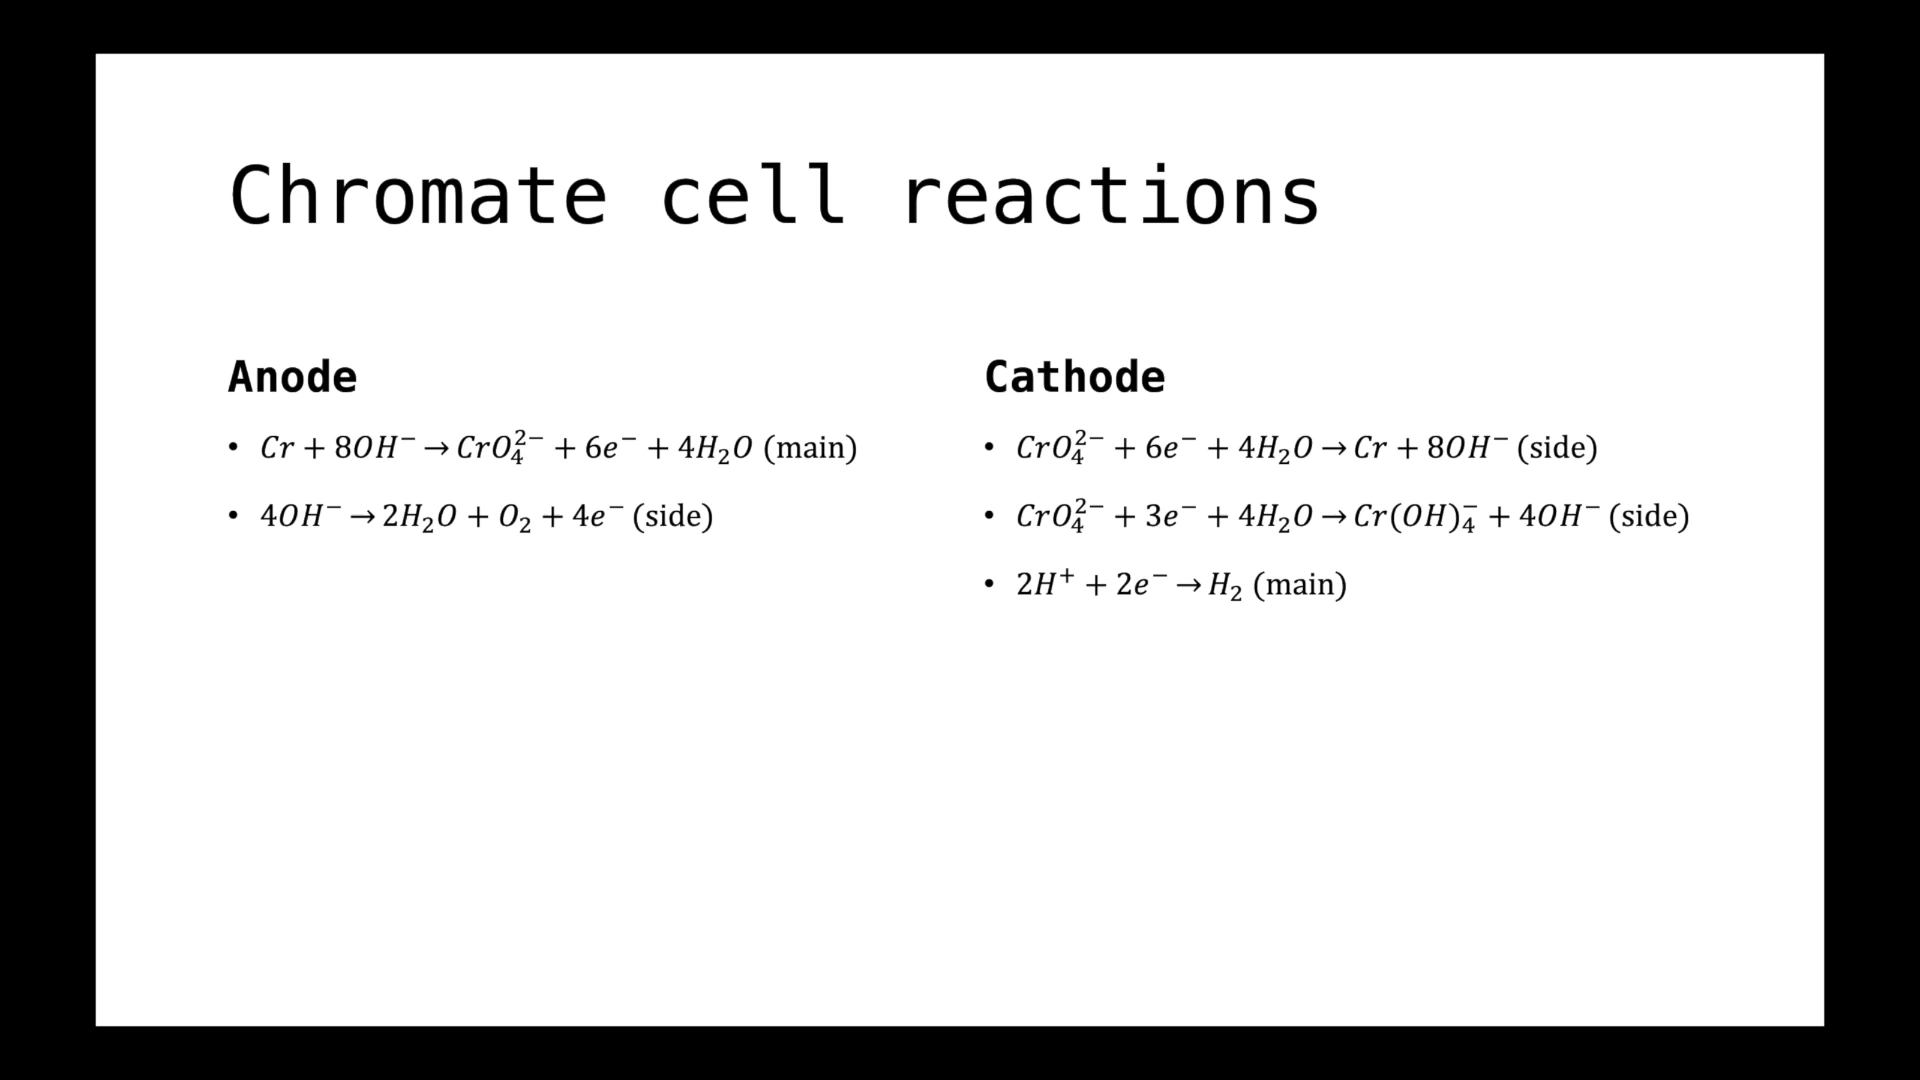 Chromate cell reactions
Anode
• Cr + 8OH⁻ → CrO₄²⁻ + 6e⁻ + 4H₂O (main)
• 4OH⁻ → 2H₂O + O₂ + 4e⁻ (side)
Cathode
• CrO₄²⁻ + 6e⁻ + 4H₂O → Cr + 8OH⁻ (side)
• CrO₄²⁻ + 3e⁻ + 4H₂O → Cr(OH)₄⁻ + 4OH⁻ (side)
• 2H⁺ + 2e⁻ → H₂ (main)